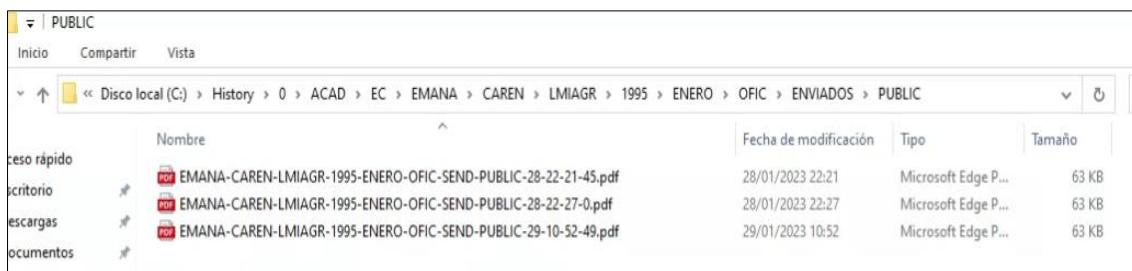 PUBLIC
Inicio Compartir Vista
« Disco local (C:) › History › 0 › ACAD › EC › EMANA › CAREN › LMIAGR › 1995 › ENERO › OFIC › ENVIADOS › PUBLIC
Nombre Fecha de modificación Tipo Tamaño
ceso rápido
EMANA-CAREN-LMIAGR-1995-ENERO-OFIC-SEND-PUBLIC-28-22-21-45.pdf 28/01/2023 22:21 Microsoft Edge P... 63 KB
scritorio
EMANA-CAREN-LMIAGR-1995-ENERO-OFIC-SEND-PUBLIC-28-22-27-0.pdf 28/01/2023 22:27 Microsoft Edge P... 63 KB
escargas
EMANA-CAREN-LMIAGR-1995-ENERO-OFIC-SEND-PUBLIC-29-10-52-49.pdf 29/01/2023 10:52 Microsoft Edge P... 63 KB
ocumentos